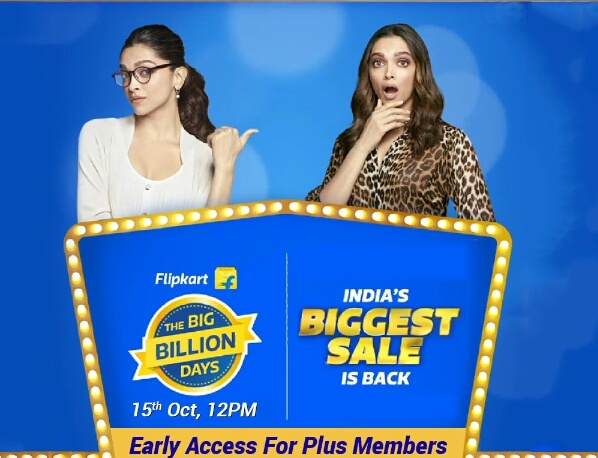 Flipkart
THE BIG
BILLION
DAYS
15th Oct, 12PM
INDIA'S
BIGGEST
SALE
IS BACK
Early Access For Plus Members